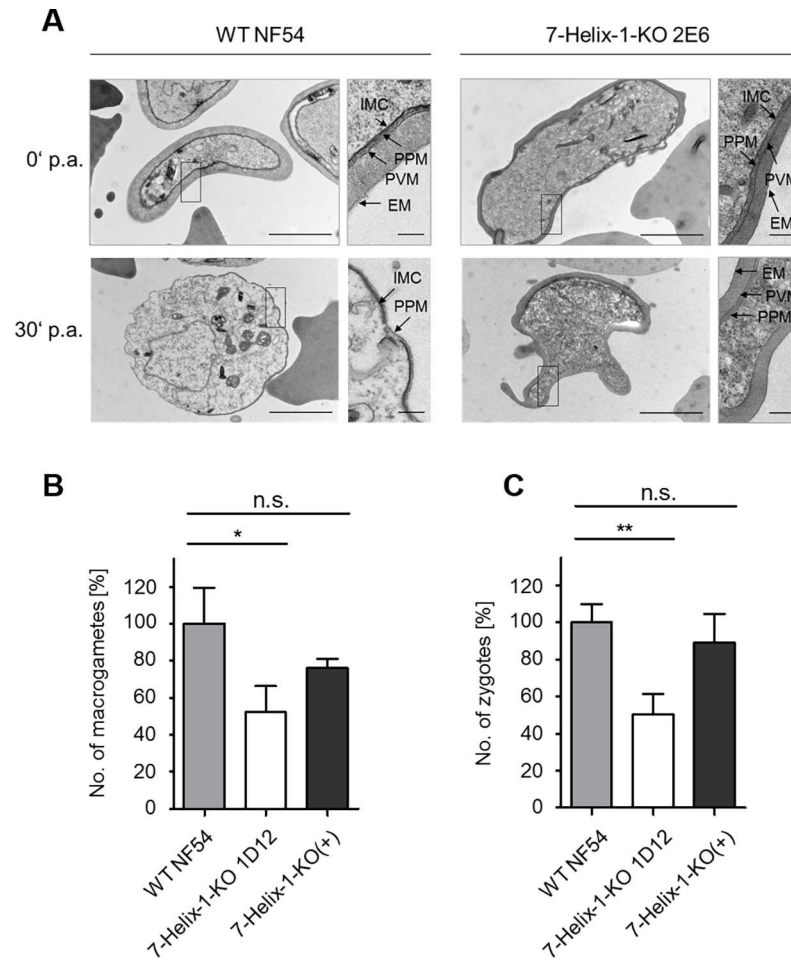 A
WT NF54
7-Helix-1-KO 2E6
0‘ p.a.
IMC
PPM
PVM
EM
IMC
PPM
PVM
EM
30‘ p.a.
IMC
PPM
EM
PVM
PPM
B
n.s.
*
No. of macrogametes [%]
120
100
80
60
40
20
0
WT NF54
7-Helix-1-KO 1D12
7-Helix-1-KO(+)
C
n.s.
**
No. of zygotes [%]
120
100
80
60
40
20
0
WT NF54
7-Helix-1-KO 1D12
7-Helix-1-KO(+)